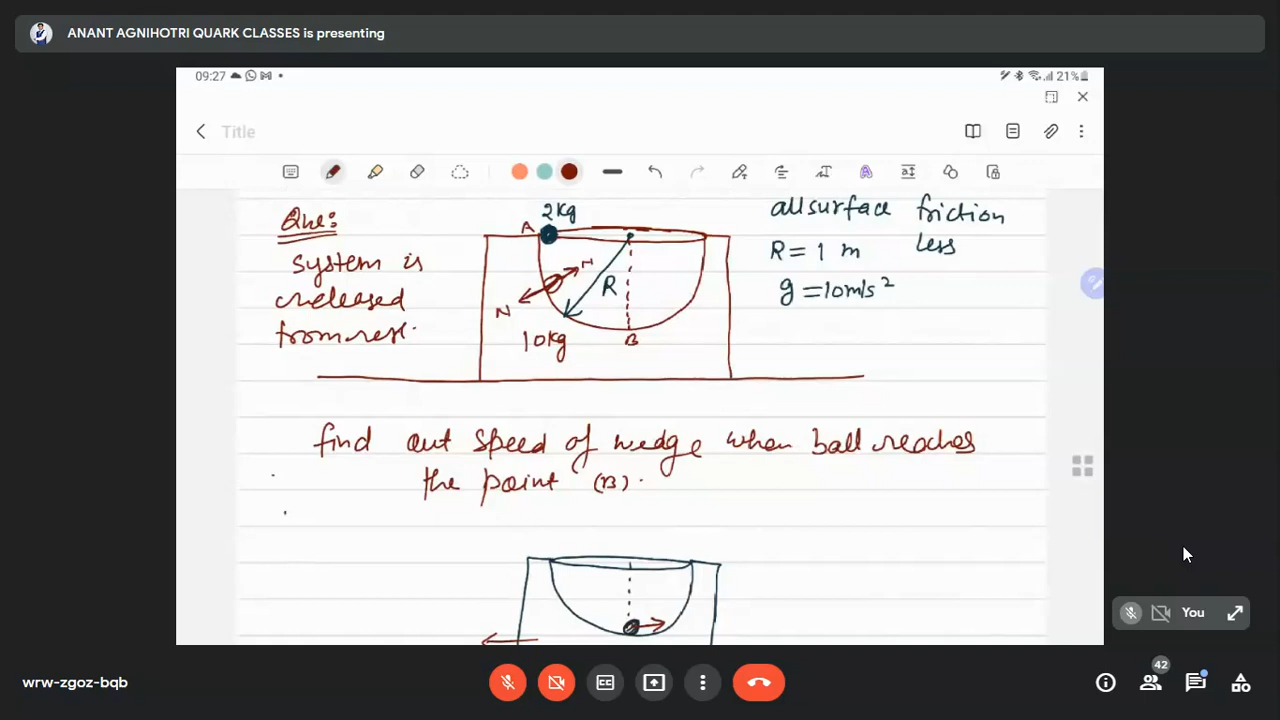 ANANT AGNIHOTRI QUARK CLASSES is presenting
09:27
21%
Title
Que:
system is
released
from rest.
2kg
A
N
N
R
10kg
B
all surface friction
less
R = 1 m
g = 10m/s²
find out speed of wedge when ball reaches
the point (B).
You
wrw-zgoz-bqb
CC
42